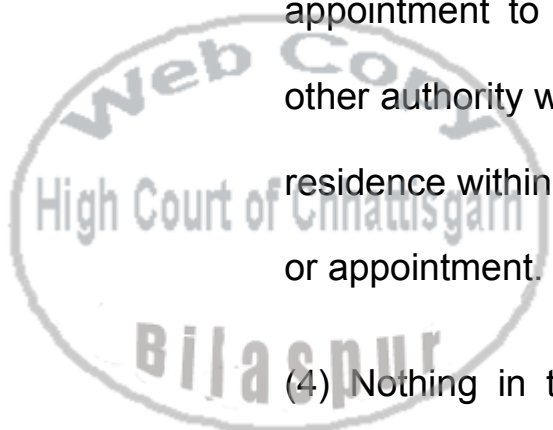 appointment to
Web Copy
other authority w
High Court of Chhattisgarh
residence within
or appointment.
Bilaspur
(4) Nothing in t